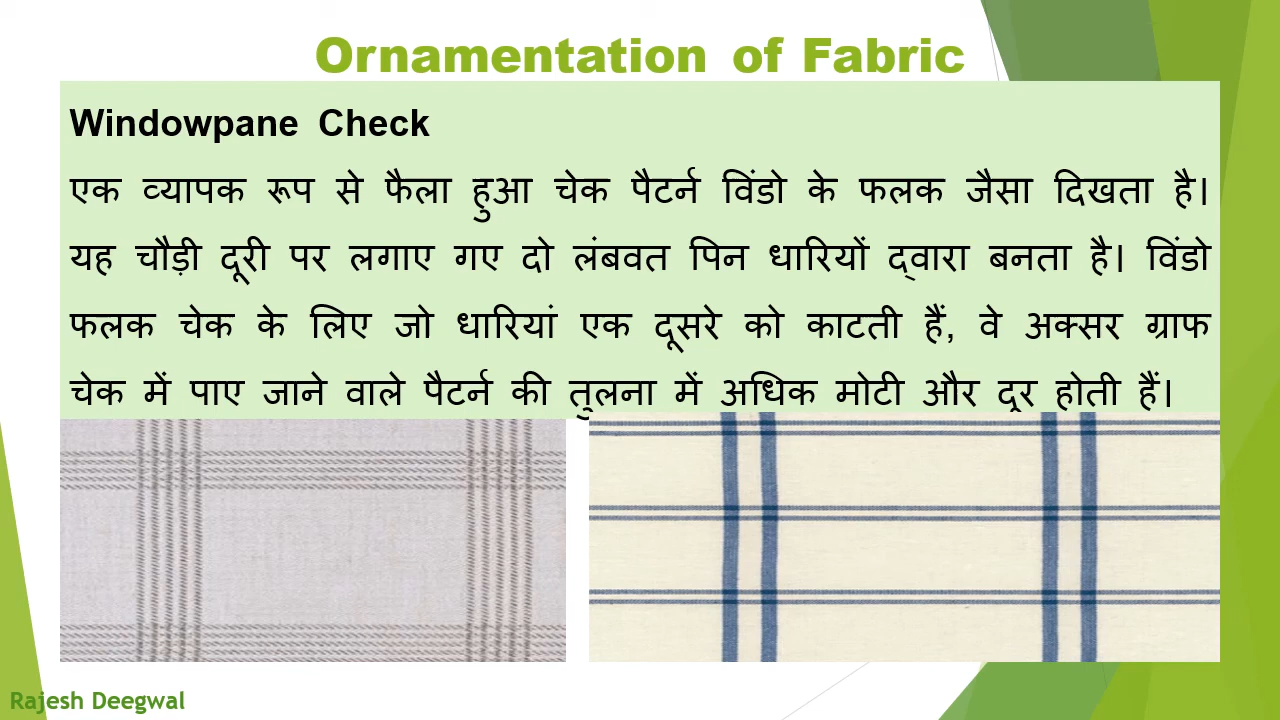 Ornamentation of Fabric
Windowpane Check
एक व्यापक रूप से फैला हुआ चेक पैटर्न विंडो के फलक जैसा दिखता है।
यह चौड़ी दूरी पर लगाए गए दो लंबवत पिन धारियों द्वारा बनता है। विंडो
फलक चेक के लिए जो धारियां एक दूसरे को काटती हैं, वे अक्सर ग्राफ
चेक में पाए जाने वाले पैटर्न की तुलना में अधिक मोटी और दूर होती हैं।
Rajesh Deegwal